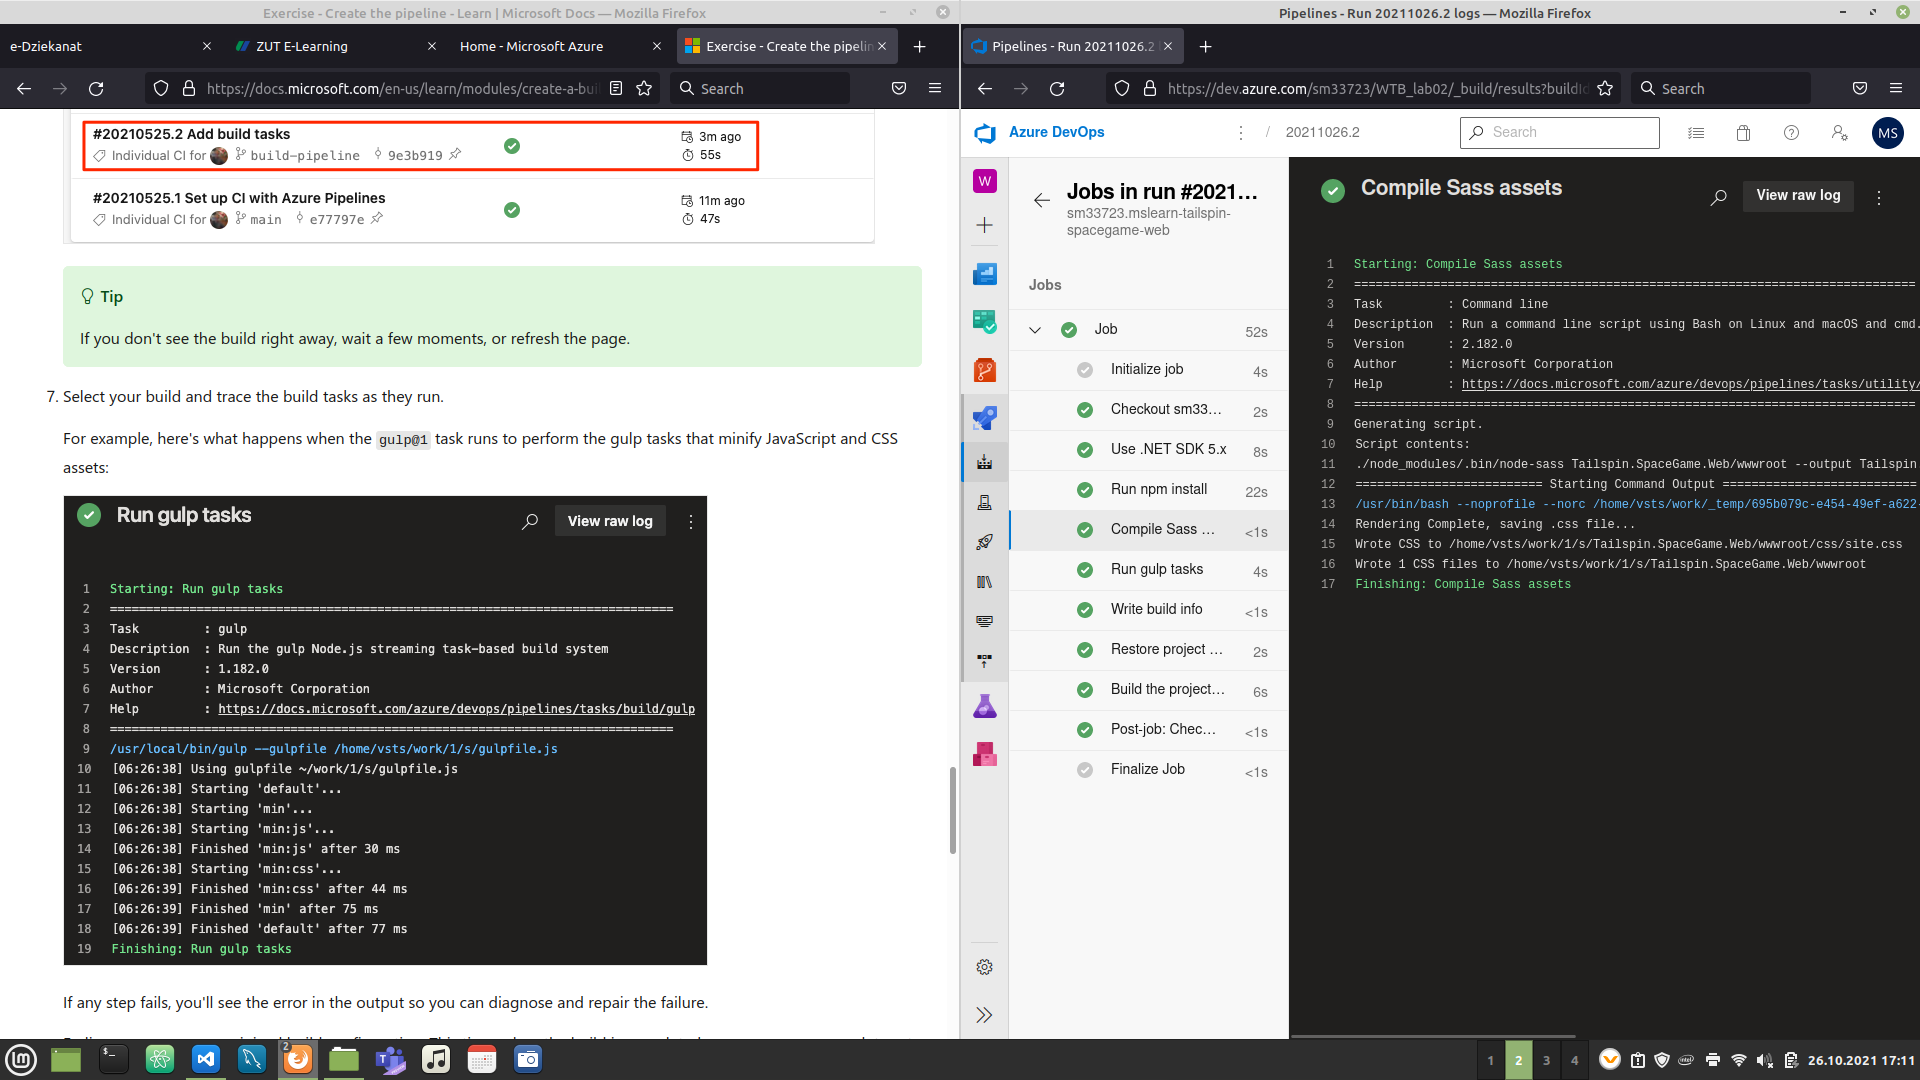 Exercise - Create the pipeline - Learn | Microsoft Docs — Mozilla Firefox
e-Dziekanat
ZUT E-Learning
Home - Microsoft Azure
Exercise - Create the pipelin
https://docs.microsoft.com/en-us/learn/modules/create-a-bui
Search
#20210525.2 Add build tasks
Individual CI for build-pipeline 9e3b919
3m ago
55s
#20210525.1 Set up CI with Azure Pipelines
Individual CI for main e77797e
11m ago
47s
Tip
If you don't see the build right away, wait a few moments, or refresh the page.
7. Select your build and trace the build tasks as they run.
For example, here's what happens when the gulp@1 task runs to perform the gulp tasks that minify JavaScript and CSS
assets:
Run gulp tasks
View raw log
1 Starting: Run gulp tasks
2 ==============================================================================
3 Task : gulp
4 Description : Run the gulp Node.js streaming task-based build system
5 Version : 1.182.0
6 Author : Microsoft Corporation
7 Help : https://docs.microsoft.com/azure/devops/pipelines/tasks/build/gulp
8 ==============================================================================
9 /usr/local/bin/gulp --gulpfile /home/vsts/work/1/s/gulpfile.js
10 [06:26:38] Using gulpfile ~/work/1/s/gulpfile.js
11 [06:26:38] Starting 'default'...
12 [06:26:38] Starting 'min'...
13 [06:26:38] Starting 'min:js'...
14 [06:26:38] Finished 'min:js' after 30 ms
15 [06:26:38] Starting 'min:css'...
16 [06:26:39] Finished 'min:css' after 44 ms
17 [06:26:39] Finished 'min' after 75 ms
18 [06:26:39] Finished 'default' after 77 ms
19 Finishing: Run gulp tasks
If any step fails, you'll see the error in the output so you can diagnose and repair the failure.
Pipelines - Run 20211026.2 logs — Mozilla Firefox
Pipelines - Run 20211026.2 l
https://dev.azure.com/sm33723/WTB_lab02/_build/results?buildId
Search
Azure DevOps
/ 20211026.2
Search
MS
W
Jobs in run #2021...
sm33723.mslearn-tailspin-
spacegame-web
Jobs
Job 52s
Initialize job 4s
Checkout sm33... 2s
Use .NET SDK 5.x 8s
Run npm install 22s
Compile Sass ... <1s
Run gulp tasks 4s
Write build info <1s
Restore project ... 2s
Build the project... 6s
Post-job: Chec... <1s
Finalize Job <1s
Compile Sass assets
View raw log
1 Starting: Compile Sass assets
2 ==============================================================================
3 Task : Command line
4 Description : Run a command line script using Bash on Linux and macOS and cmd.
5 Version : 2.182.0
6 Author : Microsoft Corporation
7 Help : https://docs.microsoft.com/azure/devops/pipelines/tasks/utility/
8 ==============================================================================
9 Generating script.
10 Script contents:
11 ./node_modules/.bin/node-sass Tailspin.SpaceGame.Web/wwwroot --output Tailspin
12 ========================== Starting Command Output ===========================
13 /usr/bin/bash --noprofile --norc /home/vsts/work/_temp/695b079c-e454-49ef-a622-
14 Rendering Complete, saving .css file...
15 Wrote CSS to /home/vsts/work/1/s/Tailspin.SpaceGame.Web/wwwroot/css/site.css
16 Wrote 1 CSS files to /home/vsts/work/1/s/Tailspin.SpaceGame.Web/wwwroot
17 Finishing: Compile Sass assets
2
1 2 3 4
26.10.2021 17:11